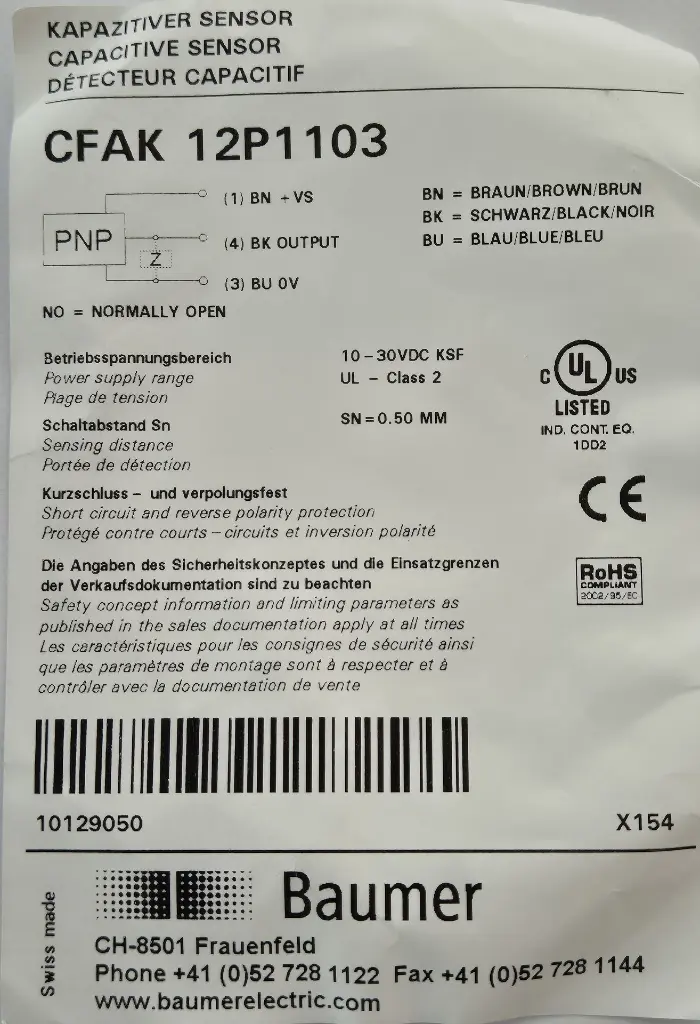 KAPAZITIVER SENSOR
CAPACITIVE SENSOR
DÉTECTEUR CAPACITIF
CFAK 12P1103
(1) BN +VS
BN = BRAUN/BROWN/BRUN
BK = SCHWARZ/BLACK/NOIR
PNP
(4) BK OUTPUT
BU = BLAU/BLUE/BLEU
Z
(3) BU 0V
NO = NORMALLY OPEN
Betriebsspannungsbereich
10-30VDC KSF
Power supply range
UL - Class 2
Plage de tension
C UL US
LISTED
IND. CONT. EQ.
1DD2
Schaltabstand Sn
SN=0.50 MM
Sensing distance
Portée de détection
Kurzschluss - und verpolungsfest
Short circuit and reverse polarity protection
Protégé contre courts-circuits et inversion polarité
CE
Die Angaben des Sicherheitskonzeptes und die Einsatzgrenzen
der Verkaufsdokumentation sind zu beachten
Safety concept information and limiting parameters as
published in the sales documentation apply at all times
Les caractéristiques pour les consignes de sécurité ainsi
que les paramètres de montage sont à respecter et à
contrôler avec la documentation de vente
RoHS
COMPLIANT
2002/95/EC
10129050
X154
Swiss made
Baumer
CH-8501 Frauenfeld
Phone +41 (0)52 728 1122 Fax +41 (0)52 728 1144
www.baumerelectric.com